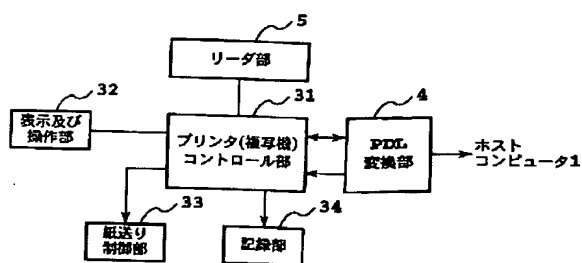 5
リーダ部
32
31
4
表示及び
操作部
プリンタ(複写機)
コントロール部
PDL
変換部
ホスト
コンピュータ1
33
34
紙送り
制御部
記録部